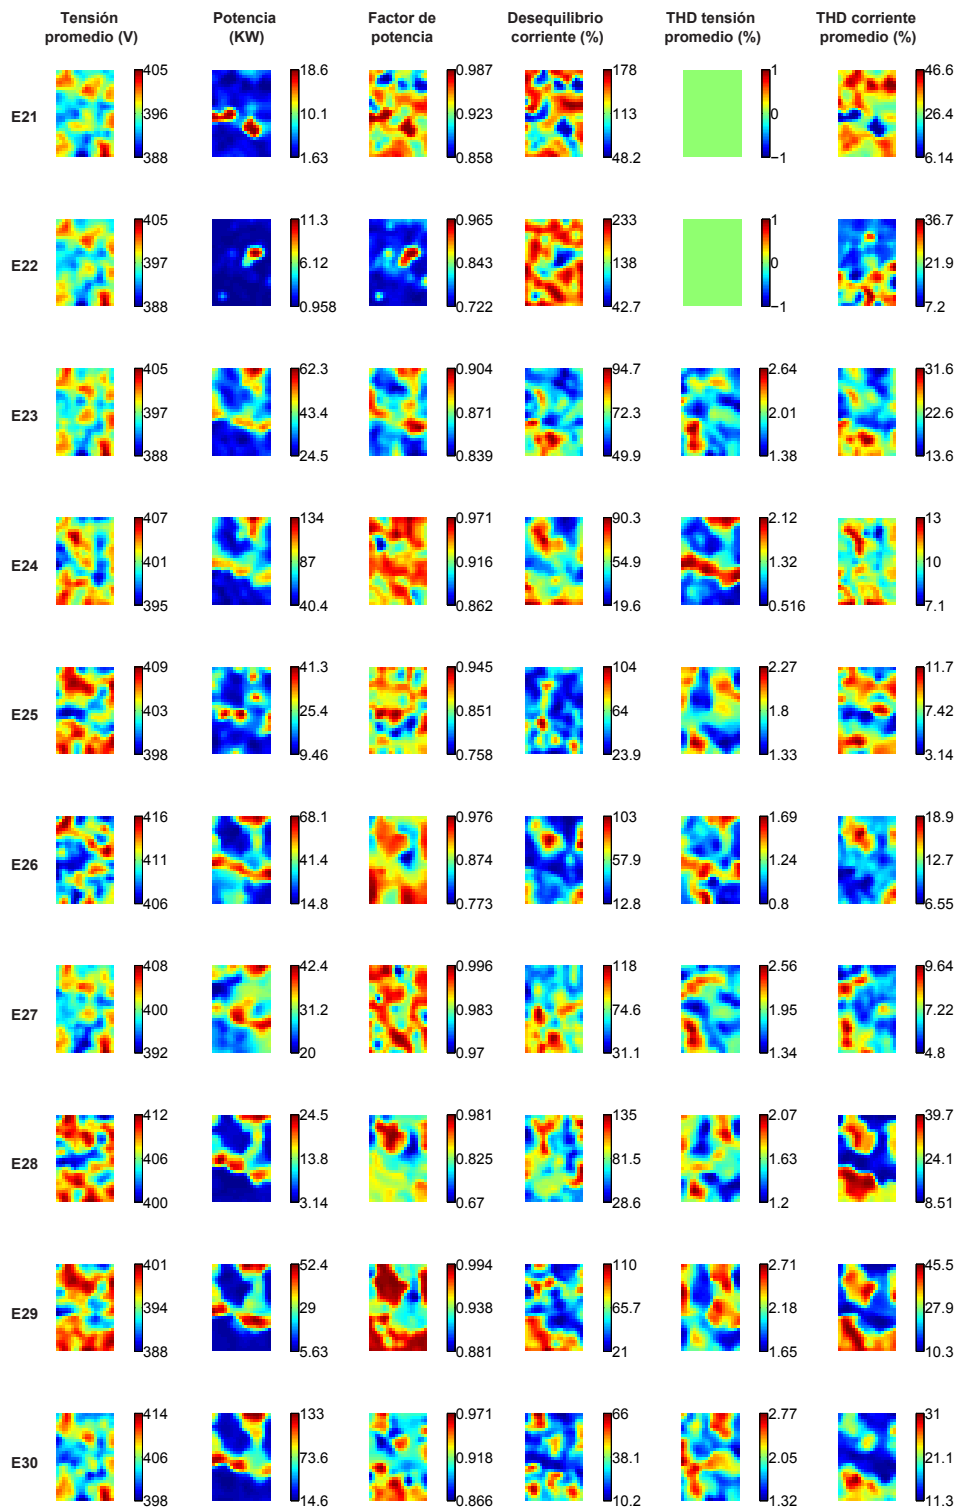 Tensión promedio (V)
Potencia (KW)
Factor de potencia
Desequilibrio corriente (%)
THD tensión promedio (%)
THD corriente promedio (%)
E21
405 396 388
18.6 10.1 1.63
0.987 0.923 0.858
178 113 48.2
1 0 −1
46.6 26.4 6.14
E22
405 397 388
11.3 6.12 0.958
0.965 0.843 0.722
233 138 42.7
1 0 −1
36.7 21.9 7.2
E23
405 397 388
62.3 43.4 24.5
0.904 0.871 0.839
94.7 72.3 49.9
2.64 2.01 1.38
31.6 22.6 13.6
E24
407 401 395
134 87 40.4
0.971 0.916 0.862
90.3 54.9 19.6
2.12 1.32 0.516
13 10 7.1
E25
409 403 398
41.3 25.4 9.46
0.945 0.851 0.758
104 64 23.9
2.27 1.8 1.33
11.7 7.42 3.14
E26
416 411 406
68.1 41.4 14.8
0.976 0.874 0.773
103 57.9 12.8
1.69 1.24 0.8
18.9 12.7 6.55
E27
408 400 392
42.4 31.2 20
0.996 0.983 0.97
118 74.6 31.1
2.56 1.95 1.34
9.64 7.22 4.8
E28
412 406 400
24.5 13.8 3.14
0.981 0.825 0.67
135 81.5 28.6
2.07 1.63 1.2
39.7 24.1 8.51
E29
401 394 388
52.4 29 5.63
0.994 0.938 0.881
110 65.7 21
2.71 2.18 1.65
45.5 27.9 10.3
E30
414 406 398
133 73.6 14.6
0.971 0.918 0.866
66 38.1 10.2
2.77 2.05 1.32
31 21.1 11.3